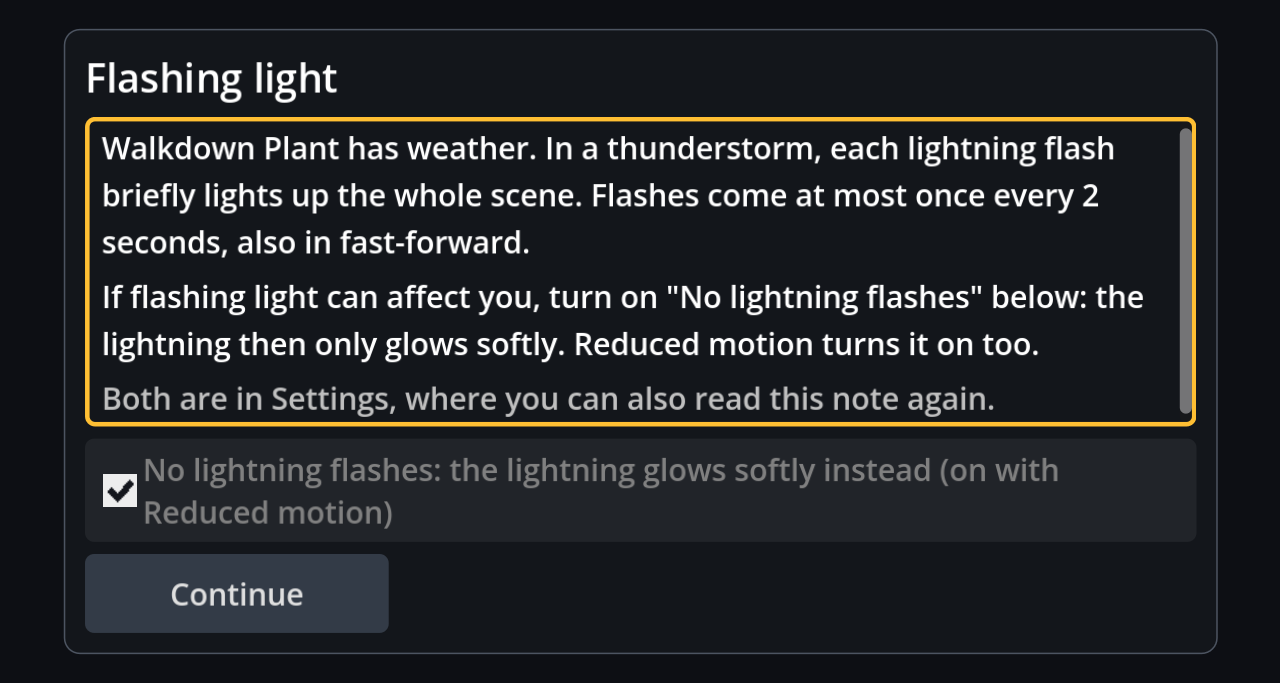 Flashing light
Walkdown Plant has weather. In a thunderstorm, each lightning flash
briefly lights up the whole scene. Flashes come at most once every 2
seconds, also in fast-forward.
If flashing light can affect you, turn on "No lightning flashes" below: the
lightning then only glows softly. Reduced motion turns it on too.
Both are in Settings, where you can also read this note again.
No lightning flashes: the lightning glows softly instead (on with
Reduced motion)
Continue